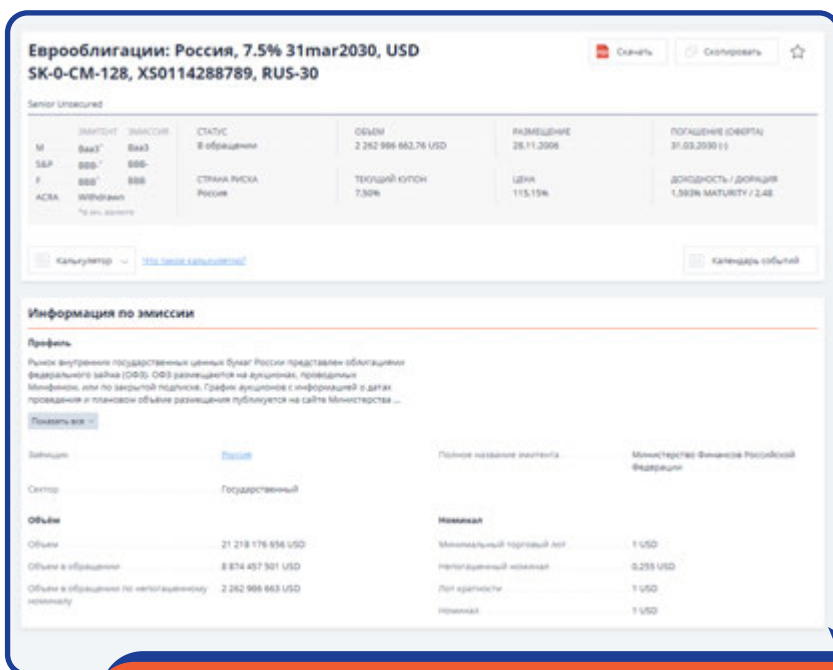 Еврооблигации: Россия, 7.5% 31mar2030, USD
SK-0-CM-128, XS0114288789, RUS-30
Скачать
Скопировать
Senior Unsecured
ЭМИТЕНТ ЭМИССИЯ
M Baa3* Baa3
S&P BBB-* BBB-
F BBB* BBB
ACRA Withdrawn
*в ин. валюте
СТАТУС
В обращении
СТРАНА РИСКА
Россия
ОБЪЕМ
2 262 986 662,76 USD
ТЕКУЩИЙ КУПОН
7,50%
РАЗМЕЩЕНИЕ
28.11.2006
ЦЕНА
115,15%
ПОГАШЕНИЕ (ОФЕРТА)
31.03.2030 (-)
ДОХОДНОСТЬ / ДЮРАЦИЯ
1,593% MATURITY / 2.48
Калькулятор
Что такое калькулятор?
Календарь событий
Информация по эмиссии
Профиль
Рынок внутренних государственных ценных бумаг России представлен облигациями
федерального займа (ОФЗ). ОФЗ размещаются на аукционах, проводимых
Минфином, или по закрытой подписке. График аукционов с информацией о датах
проведения и плановом объёме размещения публикуется на сайте Министерства ...
Показать все
Заёмщик Россия
Полное название эмитента Министерство Финансов Российской
Федерации
Сектор Государственный
Объём
Объем 21 218 176 656 USD
Объем в обращении 8 874 457 501 USD
Объем в обращении по непогашенному 2 262 986 663 USD
номиналу
Номинал
Минимальный торговый лот 1 USD
Непогашенный номинал 0,255 USD
Лот кратности 1 USD
Номинал 1 USD